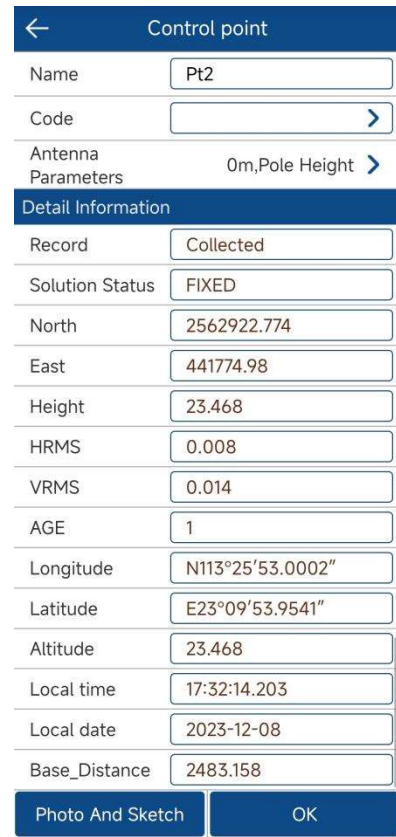 Control point
Name Pt2
Code
Antenna
Parameters 0m,Pole Height
Detail Information
Record Collected
Solution Status FIXED
North 2562922.774
East 441774.98
Height 23.468
HRMS 0.008
VRMS 0.014
AGE 1
Longitude N113°25′53.0002″
Latitude E23°09′53.9541″
Altitude 23.468
Local time 17:32:14.203
Local date 2023-12-08
Base_Distance 2483.158
Photo And Sketch OK